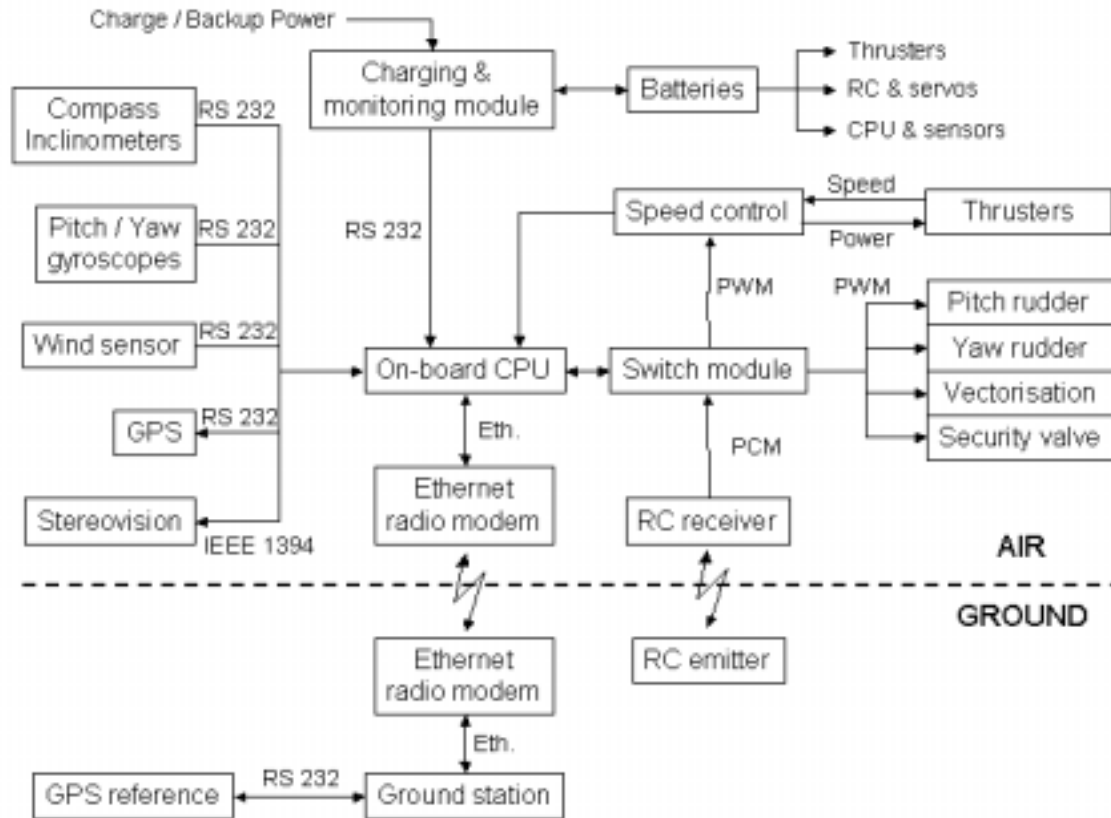 Charge / Backup Power
Charging &
monitoring module
Batteries
Thrusters
RC & servos
CPU & sensors
Compass
Inclinometers
RS 232
Pitch / Yaw
gyroscopes
RS 232
RS 232
Speed control
Speed
Power
Thrusters
PWM
PWM
Pitch rudder
Yaw rudder
Vectorisation
Security valve
Wind sensor
RS 232
On-board CPU
Switch module
GPS
RS 232
Eth.
PCM
Stereovision
IEEE 1394
Ethernet
radio modem
RC receiver
AIR
GROUND
Ethernet
radio modem
RC emitter
Eth.
GPS reference
RS 232
Ground station